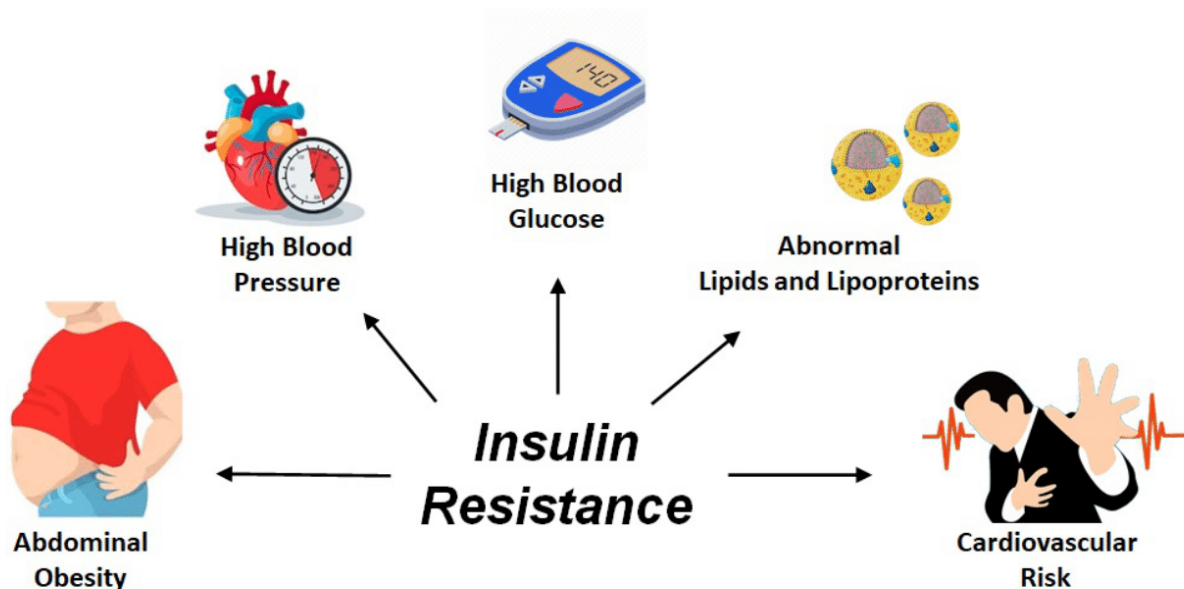 140
High Blood
Glucose
High Blood
Pressure
Abnormal
Lipids and Lipoproteins
Insulin
Resistance
Abdominal
Obesity
Cardiovascular
Risk